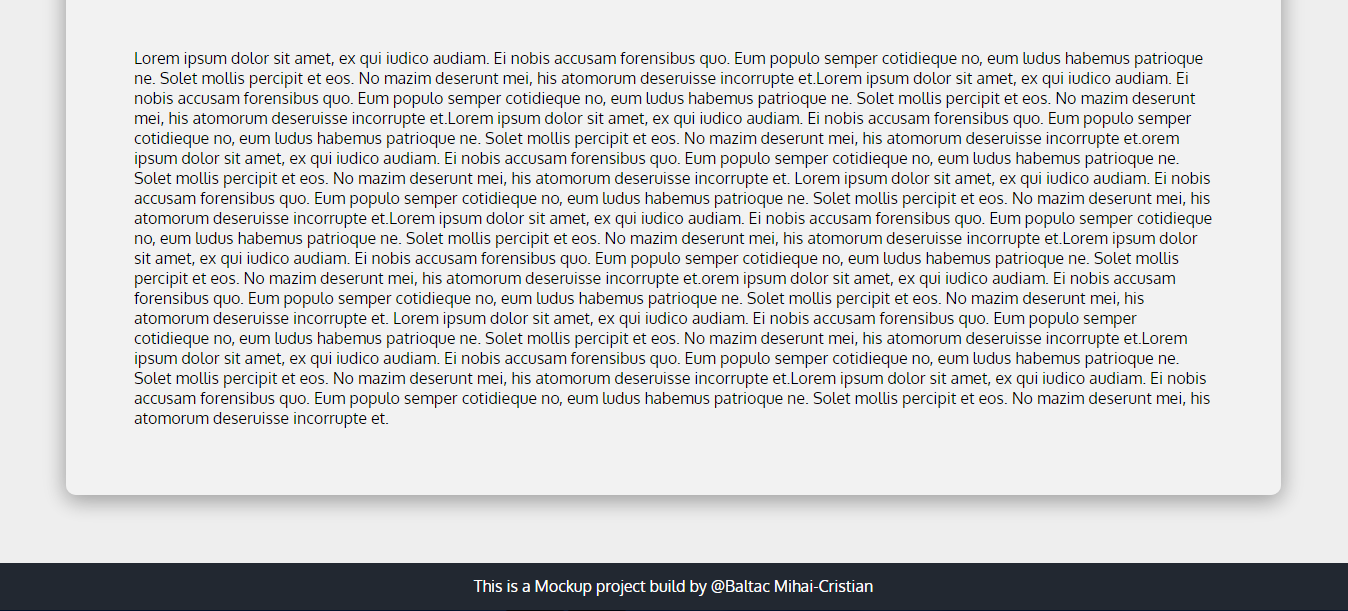 Lorem ipsum dolor sit amet, ex qui iudico audiam. Ei nobis accusam forensibus quo. Eum populo semper cotidieque no, eum ludus habemus patrioque
ne. Solet mollis percipit et eos. No mazim deserunt mei, his atomorum deseruisse incorrupte et.Lorem ipsum dolor sit amet, ex qui iudico audiam. Ei
nobis accusam forensibus quo. Eum populo semper cotidieque no, eum ludus habemus patrioque ne. Solet mollis percipit et eos. No mazim deserunt
mei, his atomorum deseruisse incorrupte et.Lorem ipsum dolor sit amet, ex qui iudico audiam. Ei nobis accusam forensibus quo. Eum populo semper
cotidieque no, eum ludus habemus patrioque ne. Solet mollis percipit et eos. No mazim deserunt mei, his atomorum deseruisse incorrupte et.orem
ipsum dolor sit amet, ex qui iudico audiam. Ei nobis accusam forensibus quo. Eum populo semper cotidieque no, eum ludus habemus patrioque ne.
Solet mollis percipit et eos. No mazim deserunt mei, his atomorum deseruisse incorrupte et. Lorem ipsum dolor sit amet, ex qui iudico audiam. Ei nobis
accusam forensibus quo. Eum populo semper cotidieque no, eum ludus habemus patrioque ne. Solet mollis percipit et eos. No mazim deserunt mei, his
atomorum deseruisse incorrupte et.Lorem ipsum dolor sit amet, ex qui iudico audiam. Ei nobis accusam forensibus quo. Eum populo semper cotidieque
no, eum ludus habemus patrioque ne. Solet mollis percipit et eos. No mazim deserunt mei, his atomorum deseruisse incorrupte et.Lorem ipsum dolor
sit amet, ex qui iudico audiam. Ei nobis accusam forensibus quo. Eum populo semper cotidieque no, eum ludus habemus patrioque ne. Solet mollis
percipit et eos. No mazim deserunt mei, his atomorum deseruisse incorrupte et.orem ipsum dolor sit amet, ex qui iudico audiam. Ei nobis accusam
forensibus quo. Eum populo semper cotidieque no, eum ludus habemus patrioque ne. Solet mollis percipit et eos. No mazim deserunt mei, his
atomorum deseruisse incorrupte et. Lorem ipsum dolor sit amet, ex qui iudico audiam. Ei nobis accusam forensibus quo. Eum populo semper
cotidieque no, eum ludus habemus patrioque ne. Solet mollis percipit et eos. No mazim deserunt mei, his atomorum deseruisse incorrupte et.Lorem
ipsum dolor sit amet, ex qui iudico audiam. Ei nobis accusam forensibus quo. Eum populo semper cotidieque no, eum ludus habemus patrioque ne.
Solet mollis percipit et eos. No mazim deserunt mei, his atomorum deseruisse incorrupte et.Lorem ipsum dolor sit amet, ex qui iudico audiam. Ei nobis
accusam forensibus quo. Eum populo semper cotidieque no, eum ludus habemus patrioque ne. Solet mollis percipit et eos. No mazim deserunt mei, his
atomorum deseruisse incorrupte et.
This is a Mockup project build by @Baltac Mihai-Cristian